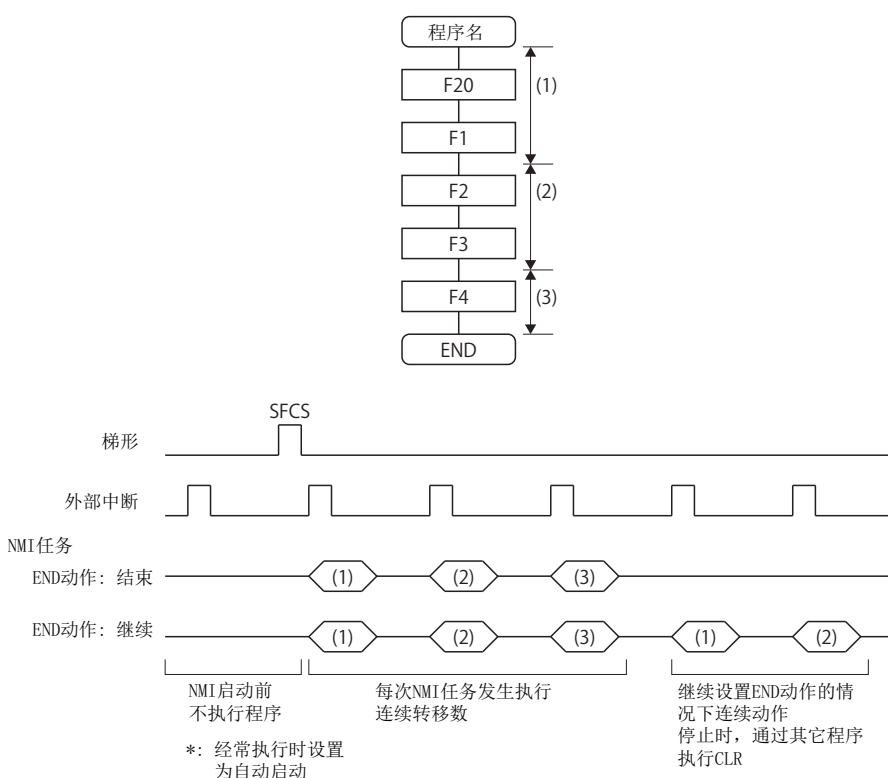 程序名
F20
(1)
F1
F2
(2)
F3
F4
(3)
END
SFCS
梯形
外部中断
NMI任务
END动作: 结束
(1)
(2)
(3)
END动作: 继续
(1)
(2)
(3)
(1)
(2)
NMI启动前
不执行程序
*: 经常执行时设置
为自动启动
每次NMI任务发生执行
连续转移数
继续设置END动作的情
况下连续动作
停止时，通过其它程序
执行CLR